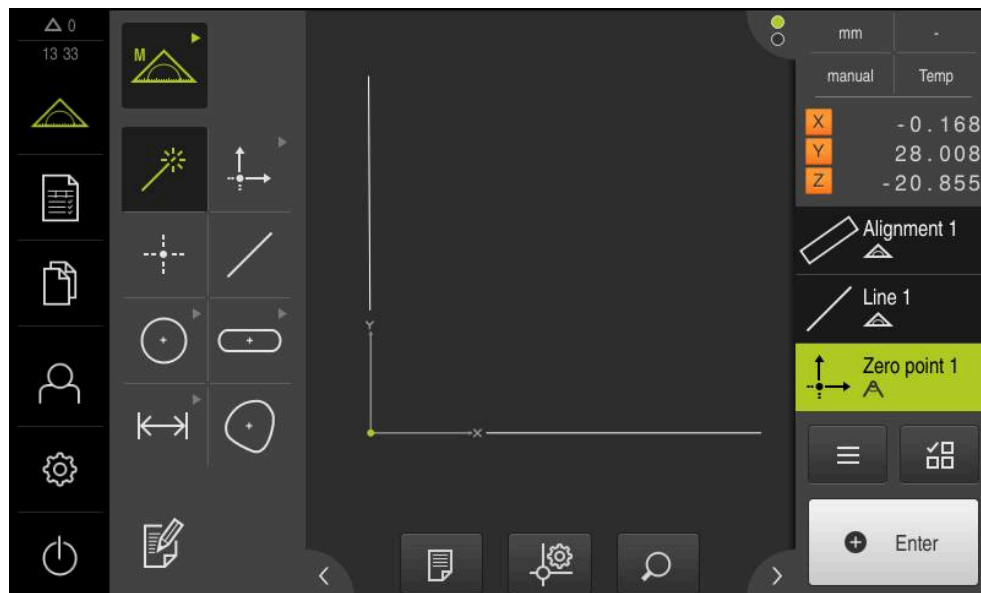 0
13 33
M
Y
X
mm -
manual Temp
X -0.168
Y 28.008
Z -20.855
Alignment 1
Line 1
Zero point 1
Enter